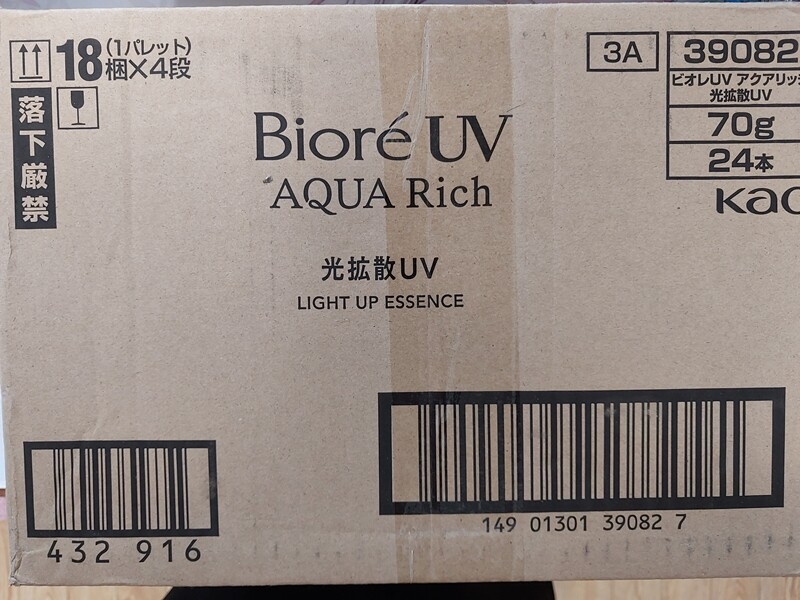 18 (1パレット)
梱×4段
落下厳禁
3A
39082
ビオレUV アクアリッ
光拡散UV
70g
24本
Kao
Bioré UV
AQUA Rich
光拡散UV
LIGHT UP ESSENCE
149 01301 39082 7
432 916